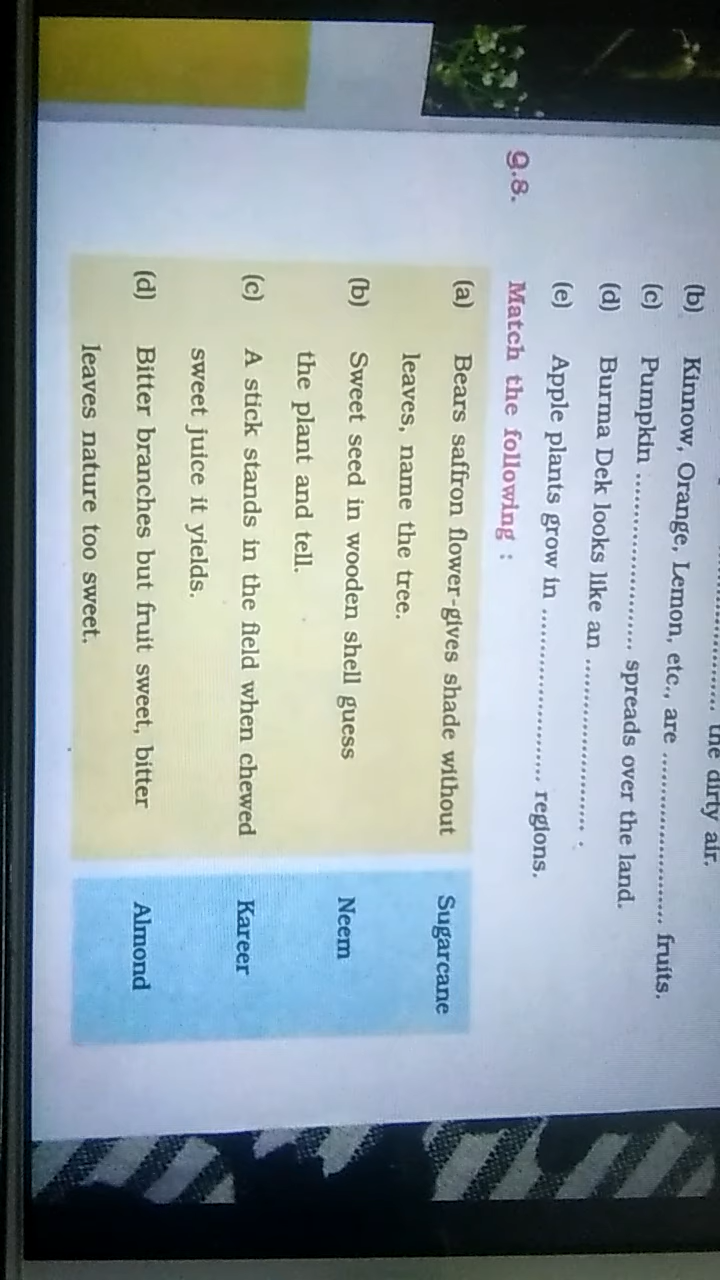 the dirty air.
(b) Kinnow, Orange, Lemon, etc., are ........................ fruits.
(c) Pumpkin ........................ spreads over the land.
(d) Burma Dek looks like an ........................ .
(e) Apple plants grow in ........................ regions.
Q.8. Match the following :
(a) Bears saffron flower-gives shade without Sugarcane
leaves, name the tree.
(b) Sweet seed in wooden shell guess Neem
the plant and tell.
(c) A stick stands in the field when chewed Kareer
sweet juice it yields.
(d) Bitter branches but fruit sweet, bitter Almond
leaves nature too sweet.